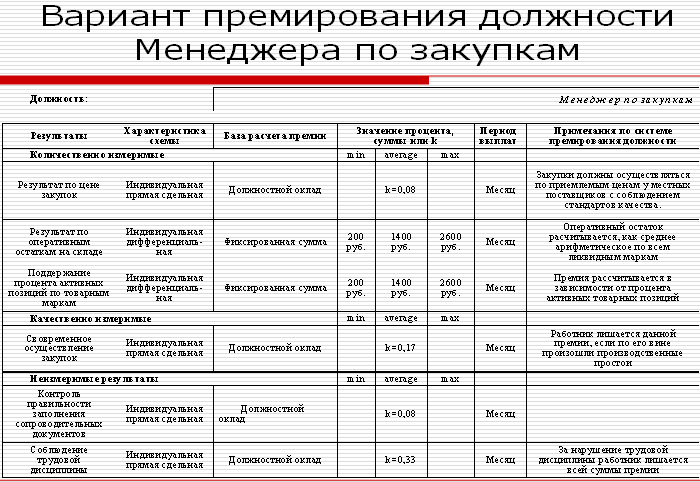 Вариант премирования должности
Менеджера по закупкам
Должность:
Менеджер по закупкам
Результаты
Характеристика
схемы
База расчета премии
Значение процента,
суммы или k
Период
выплат
Примечания по системе
премирования должности
Количественно измеримые
min average max
Результат по цене
закупок
Индивидуальная
прямая сдельная
Должностной оклад
k=0,08
Месяц
Закупки должны осуществляться
по приемлемым ценам у местных
поставщиков с соблюдением
стандартов качества.
Результат по
оперативным
остаткам на складе
Индивидуальная
дифференциаль-
ная
Фиксированная сумма
200
руб.
1400
руб.
2600
руб.
Месяц
Оперативный остаток
расчитывается, как среднее
арифметическое по всем
ликвидным маркам
Поддержание
процента активных
позиций по товарным
маркам
Индивидуальная
дифференциаль-
ная
Фиксированная сумма
200
руб.
1400
руб.
2600
руб.
Месяц
Премия рассчитывается в
зависимости от процента
активных товарных позиций
Качественно измеримые
min average max
Своевременное
осуществление
закупок
Индивидуальная
прямая сдельная
Должностной оклад
k=0,17
Месяц
Работник лишается данной
премии, если по его вине
произошли производственные
простои
Неизмеримые результаты
min average max
Контроль
правильности
заполнения
сопроводительных
документов
Индивидуальная
прямая сдельная
Должностной
оклад
k=0,08
Месяц
Соблюдение
трудовой
дисциплины
Индивидуальная
прямая сдельная
Должностной оклад
k=0,33
Месяц
За нарушение трудовой
дисциплины работник лишается
всей суммы премии